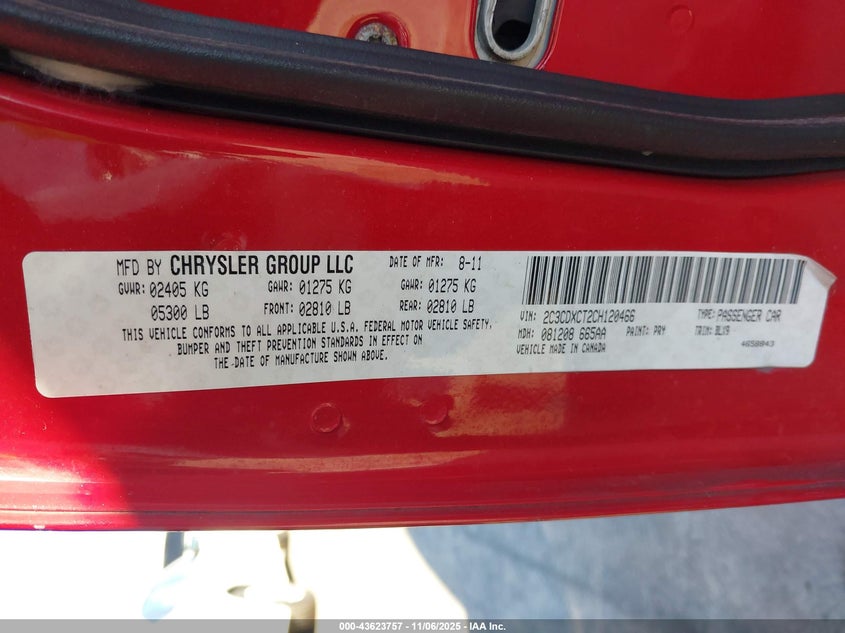 MFD BY CHRYSLER GROUP LLC DATE OF MFR: 8-11
GVWR: 02405 KG GAWR: 01275 KG GAWR: 01275 KG
05300 LB FRONT: 02810 LB REAR: 02810 LB
THIS VEHICLE CONFORMS TO ALL APPLICABLE U.S.A. FEDERAL MOTOR VEHICLE SAFETY,
BUMPER AND THEFT PREVENTION STANDARDS IN EFFECT ON
THE DATE OF MANUFACTURE SHOWN ABOVE.
VIN: 2C3CDXCT2CH120466 TYPE: PASSENGER CAR
MDH: 081208 665AA PAINT: PRY TRIM: BLX9
VEHICLE MADE IN CANADA 4658843
000-43623757 - 11/06/2025 - IAA Inc.